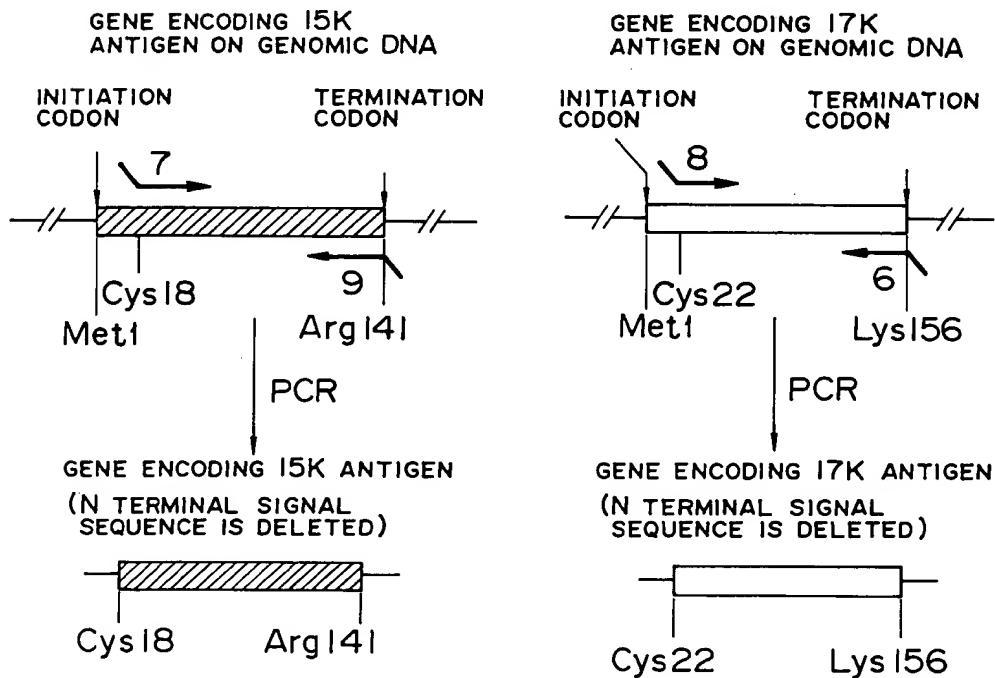 GENE ENCODING 15K
ANTIGEN ON GENOMIC DNA
INITIATION
CODON
TERMINATION
CODON
7
9
Cys18
Met1
Arg141
PCR
GENE ENCODING 15K ANTIGEN
(N TERMINAL SIGNAL
SEQUENCE IS DELETED)
Cys18
Arg141
GENE ENCODING 17K
ANTIGEN ON GENOMIC DNA
INITIATION
CODON
TERMINATION
CODON
8
6
Cys22
Met1
Lys156
PCR
GENE ENCODING 17K ANTIGEN
(N TERMINAL SIGNAL
SEQUENCE IS DELETED)
Cys22
Lys156